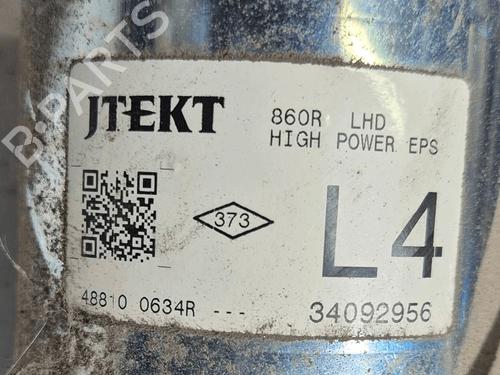 B-PARTS
JTEKT
860R LHD
HIGH POWER EPS
373
L4
48810 0634R ---
34092956